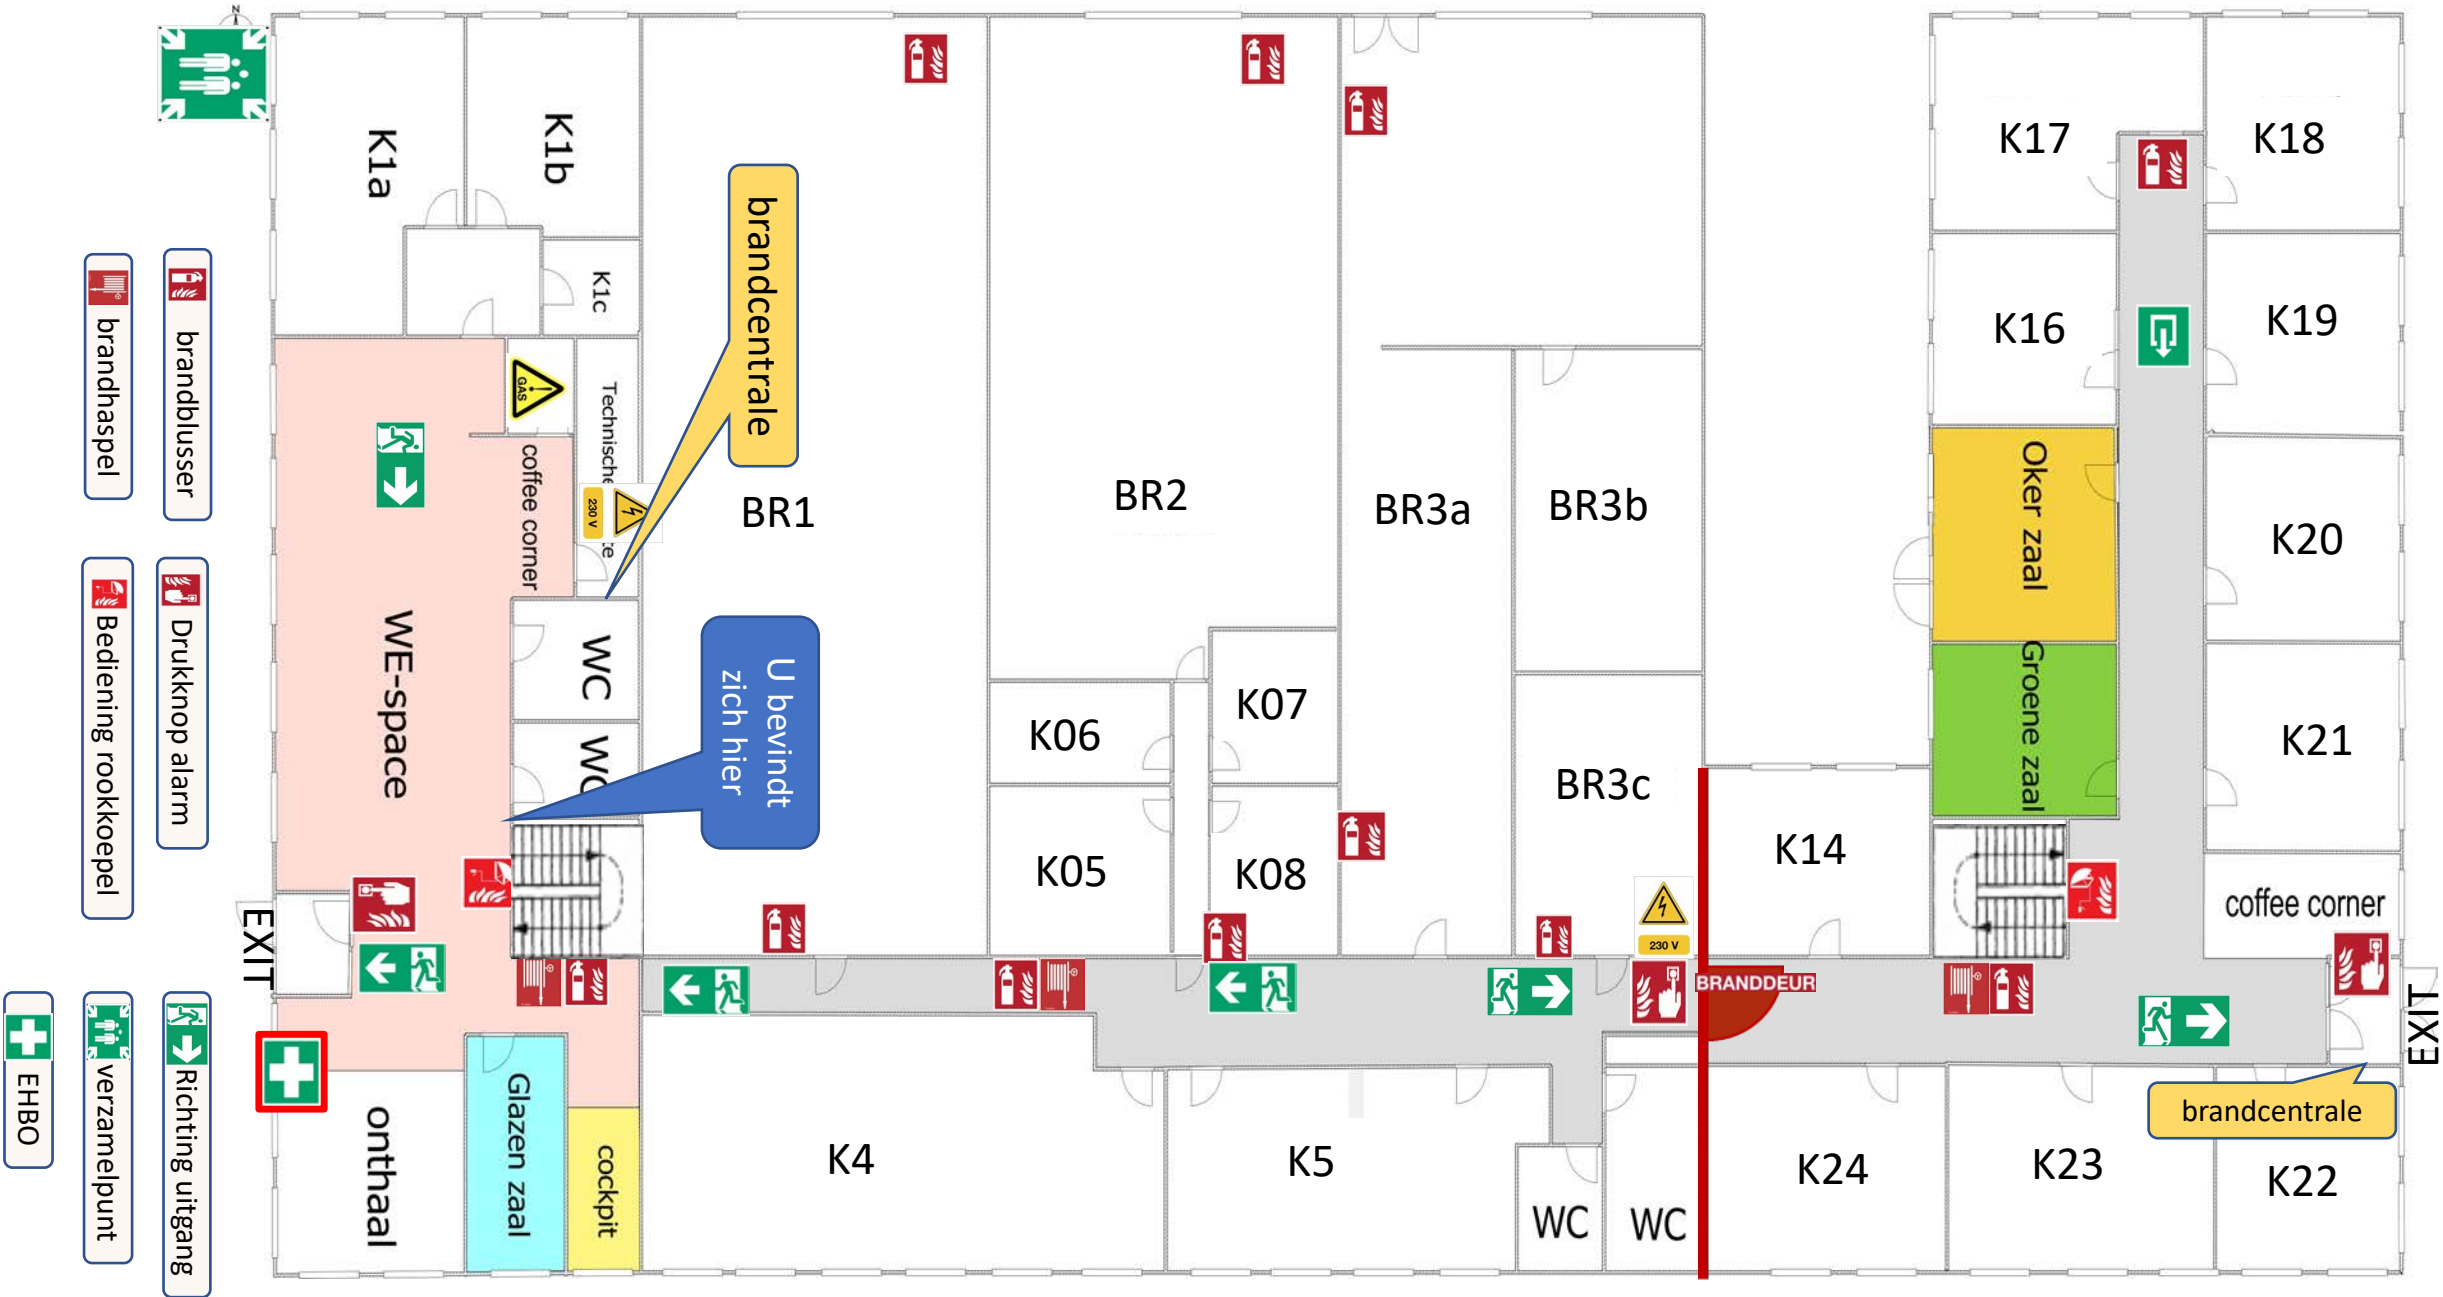 N
K1a
K1b
K1c
BR1
BR2
BR3a
BR3b
BR3c
K17
K18
K16
K19
Oker zaal
K20
Groene zaal
K21
K14
coffee corner
brandcentrale
GAS
Technische
te
230 V
coffee corner
WE-space
WC
WC
U bevindt
zich hier
K06
K07
K05
K08
230 V
BRANDDEUR
EXIT
EXIT
brandcentrale
onthaal
Glazen zaal
cockpit
K4
K5
WC
WC
K24
K23
K22
brandblusser
brandhaspel
Drukknop alarm
Bediening rookkoepel
Richting uitgang
verzamelpunt
EHBO